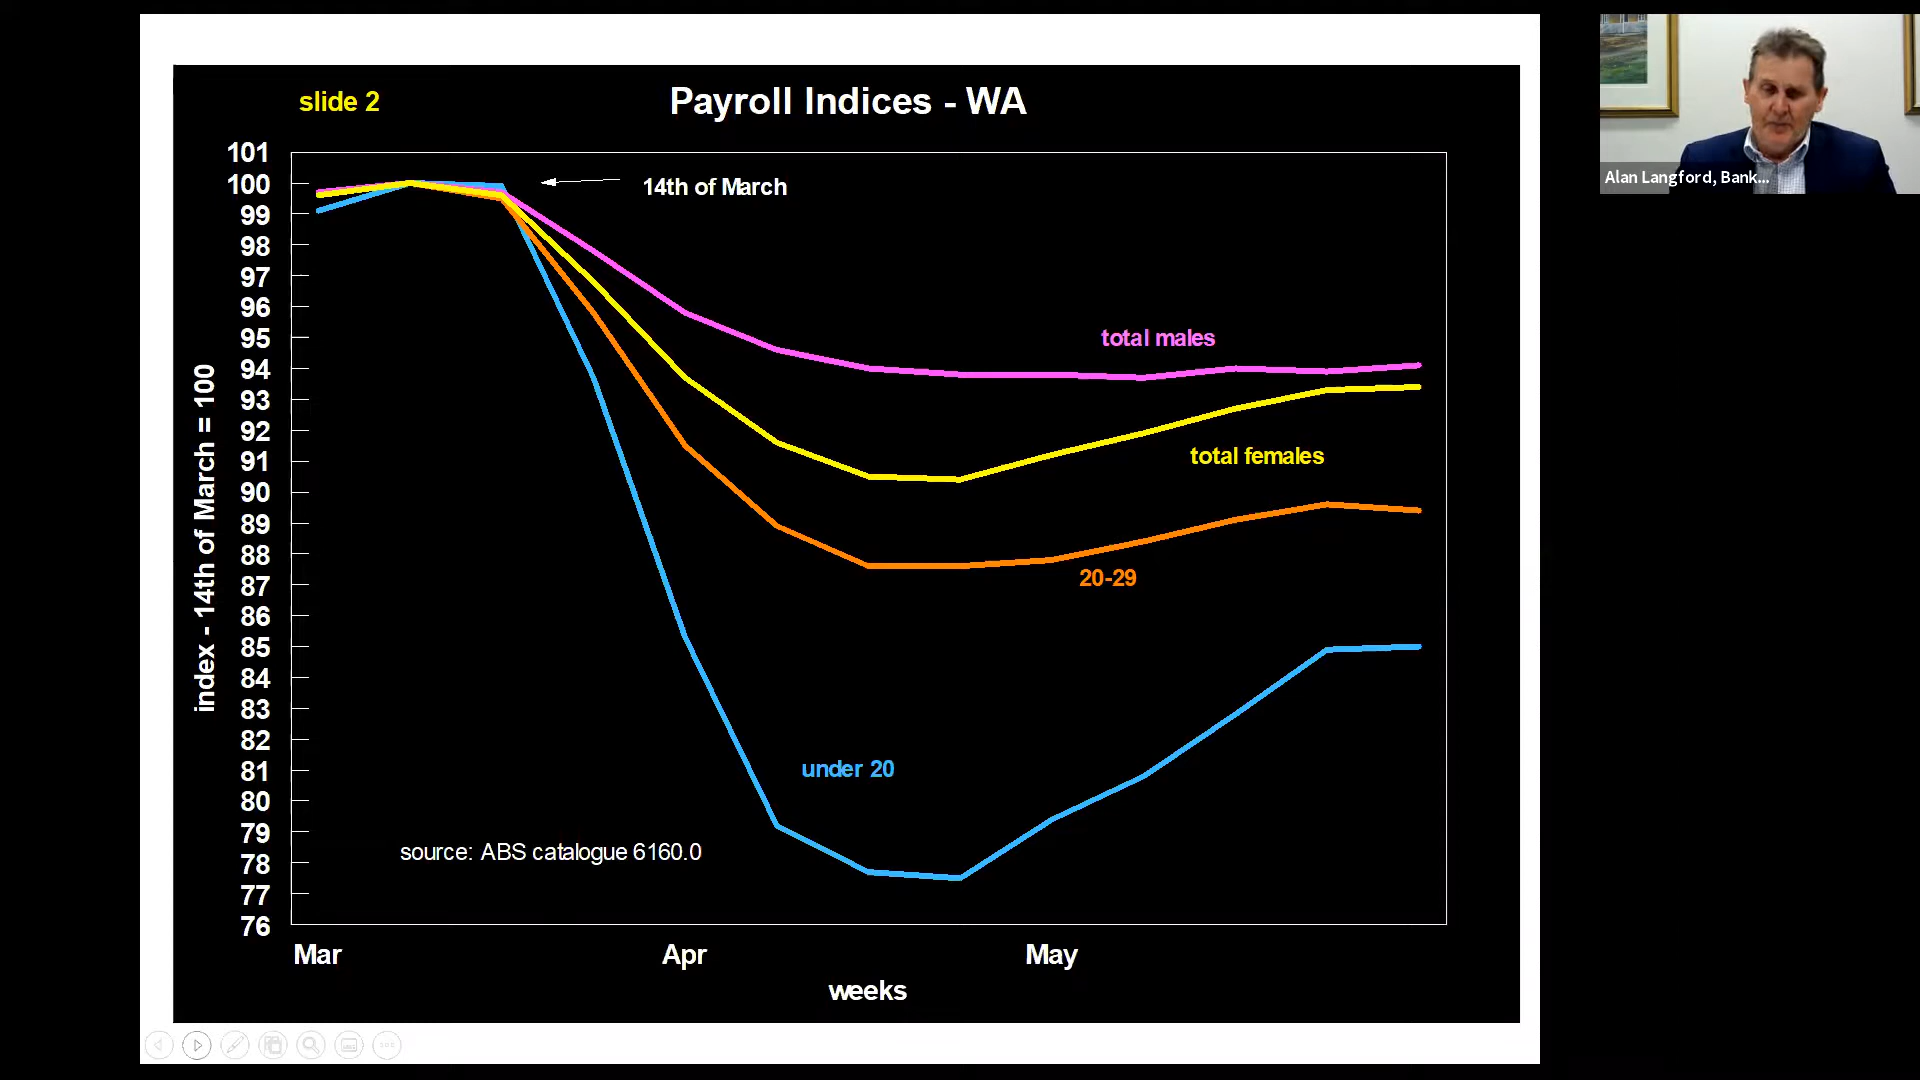 slide 2
Payroll Indices - WA
101
100
99
98
97
96
95
94
93
92
91
90
89
88
87
86
85
84
83
82
81
80
79
78
77
76
index - 14th of March = 100
14th of March
total males
total females
20-29
under 20
source: ABS catalogue 6160.0
Mar Apr May
weeks
Alan Langford, Bank...